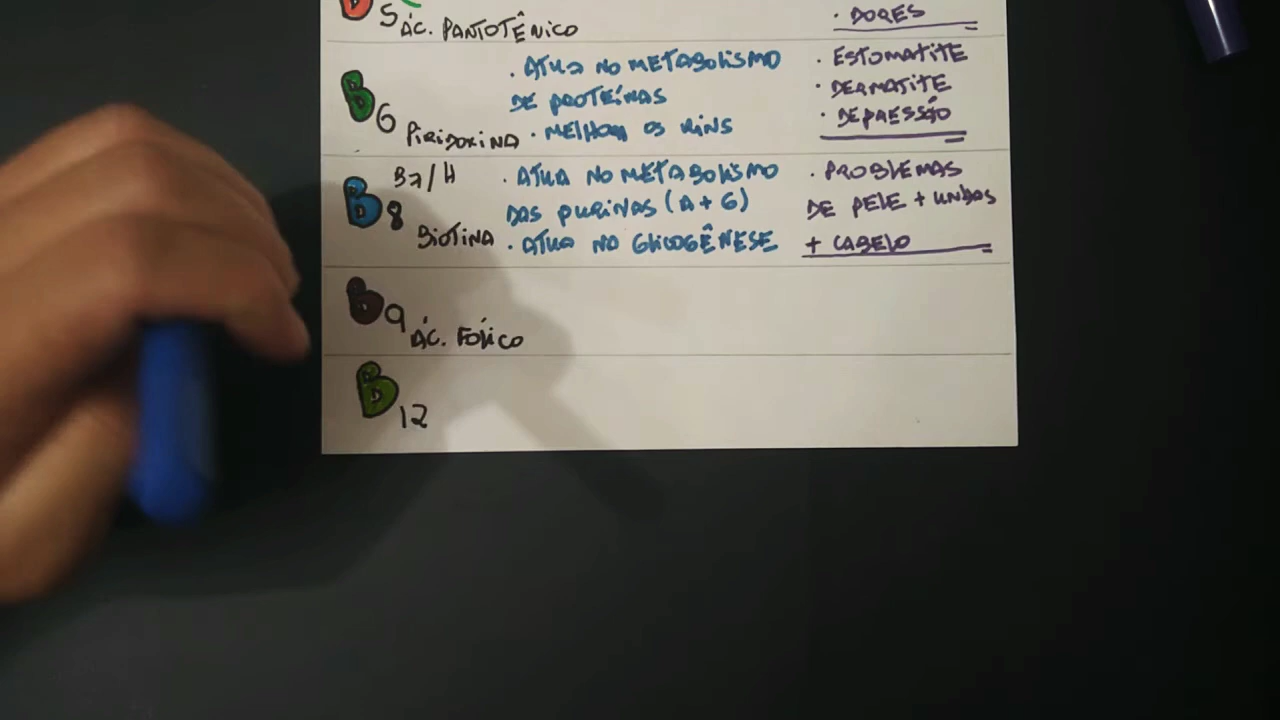 B5 ÁC. PANTOTÊNICO
· DORES
B6 PIRIDOXINA
· ATUA NO METABOLISMO
DE PROTEÍNAS
· MELHORA OS RINS
· ESTOMATITE
· DERMATITE
· DEPRESSÃO
B7/H
B8 BIOTINA
· ATUA NO METABOLISMO
DAS PURINAS (A + G)
· ATUA NO GLICOGÊNESE
· PROBLEMAS
DE PELE + UNHAS
+ CABELO
B9 ÁC. FÓLICO
B12